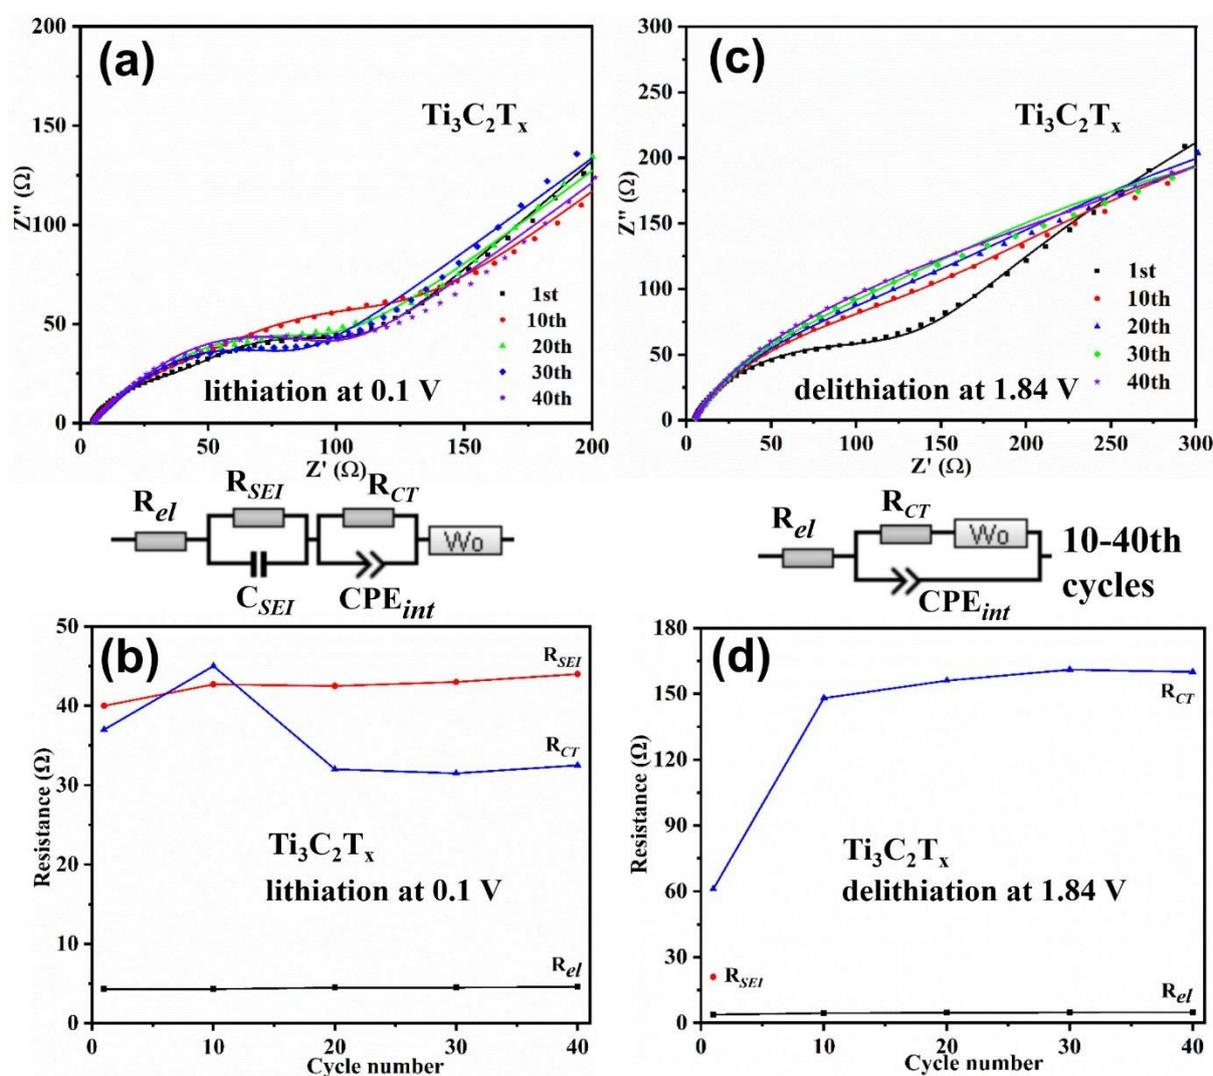 (a)
Ti3C2Tx
200
150
100
50
0
Z'' (Ω)
1st
10th
20th
30th
40th
lithiation at 0.1 V
0 50 100 150 200
Z' (Ω)
(c)
Ti3C2Tx
300
250
200
150
100
50
0
Z'' (Ω)
1st
10th
20th
30th
40th
delithiation at 1.84 V
0 50 100 150 200 250 300
Z' (Ω)
Rel
RSEI
RCT
Wo
CSEI
CPEint
Rel
RCT
Wo
10-40th
cycles
CPEint
(b)
50
40
30
20
10
0
Resistance (Ω)
RSEI
RCT
Ti3C2Tx
lithiation at 0.1 V
Rel
0 10 20 30 40
Cycle number
(d)
180
150
120
90
60
30
0
Resistance (Ω)
RCT
Ti3C2Tx
delithiation at 1.84 V
RSEI
Rel
0 10 20 30 40
Cycle number